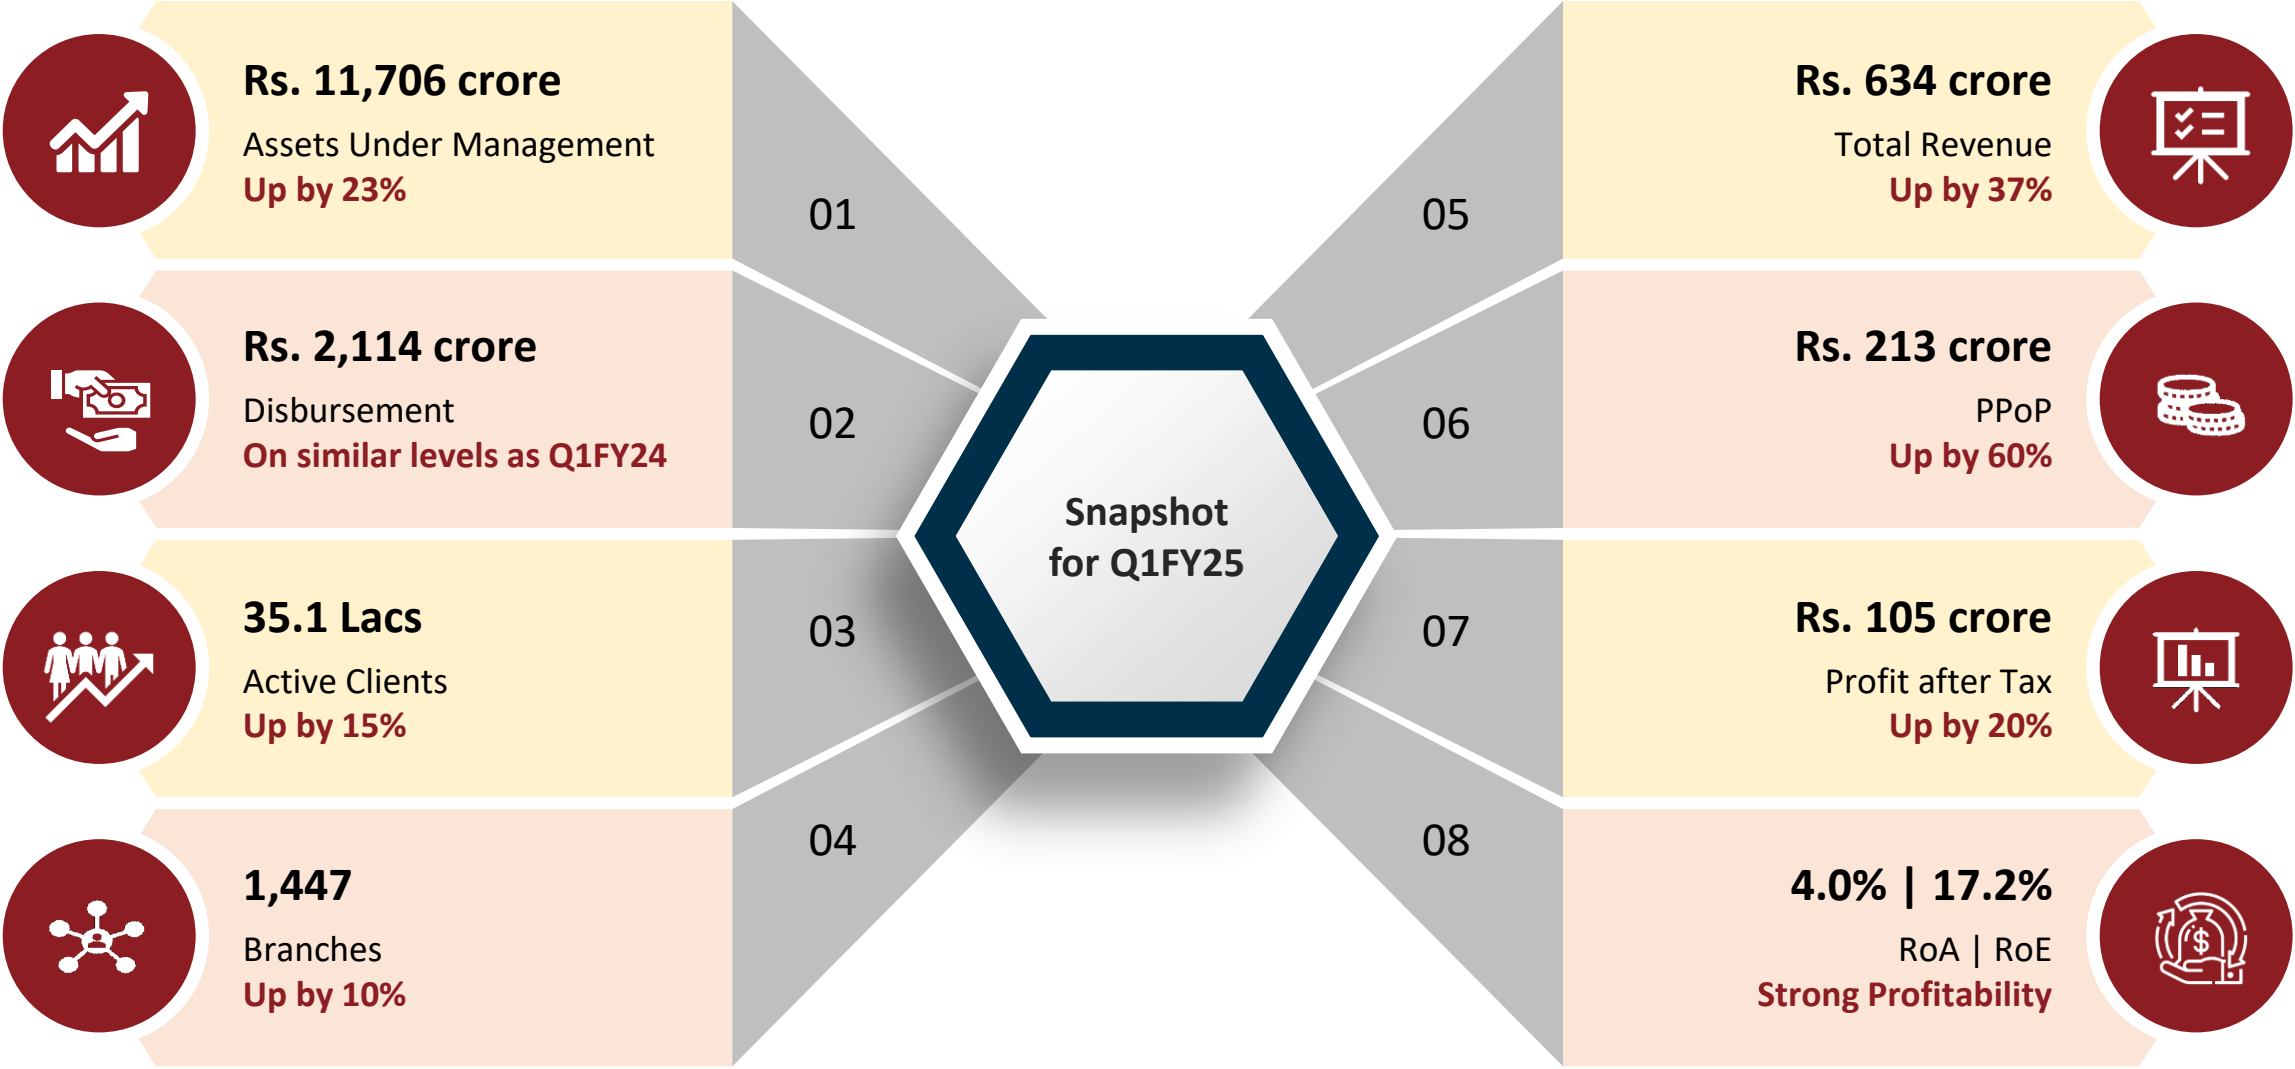 Rs. 11,706 crore
Assets Under Management
Up by 23%
01
Rs. 2,114 crore
Disbursement
On similar levels as Q1FY24
02
35.1 Lacs
Active Clients
Up by 15%
03
1,447
Branches
Up by 10%
04
Snapshot
for Q1FY25
05
Rs. 634 crore
Total Revenue
Up by 37%
06
Rs. 213 crore
PPoP
Up by 60%
07
Rs. 105 crore
Profit after Tax
Up by 20%
08
4.0% | 17.2%
RoA | RoE
Strong Profitability
$